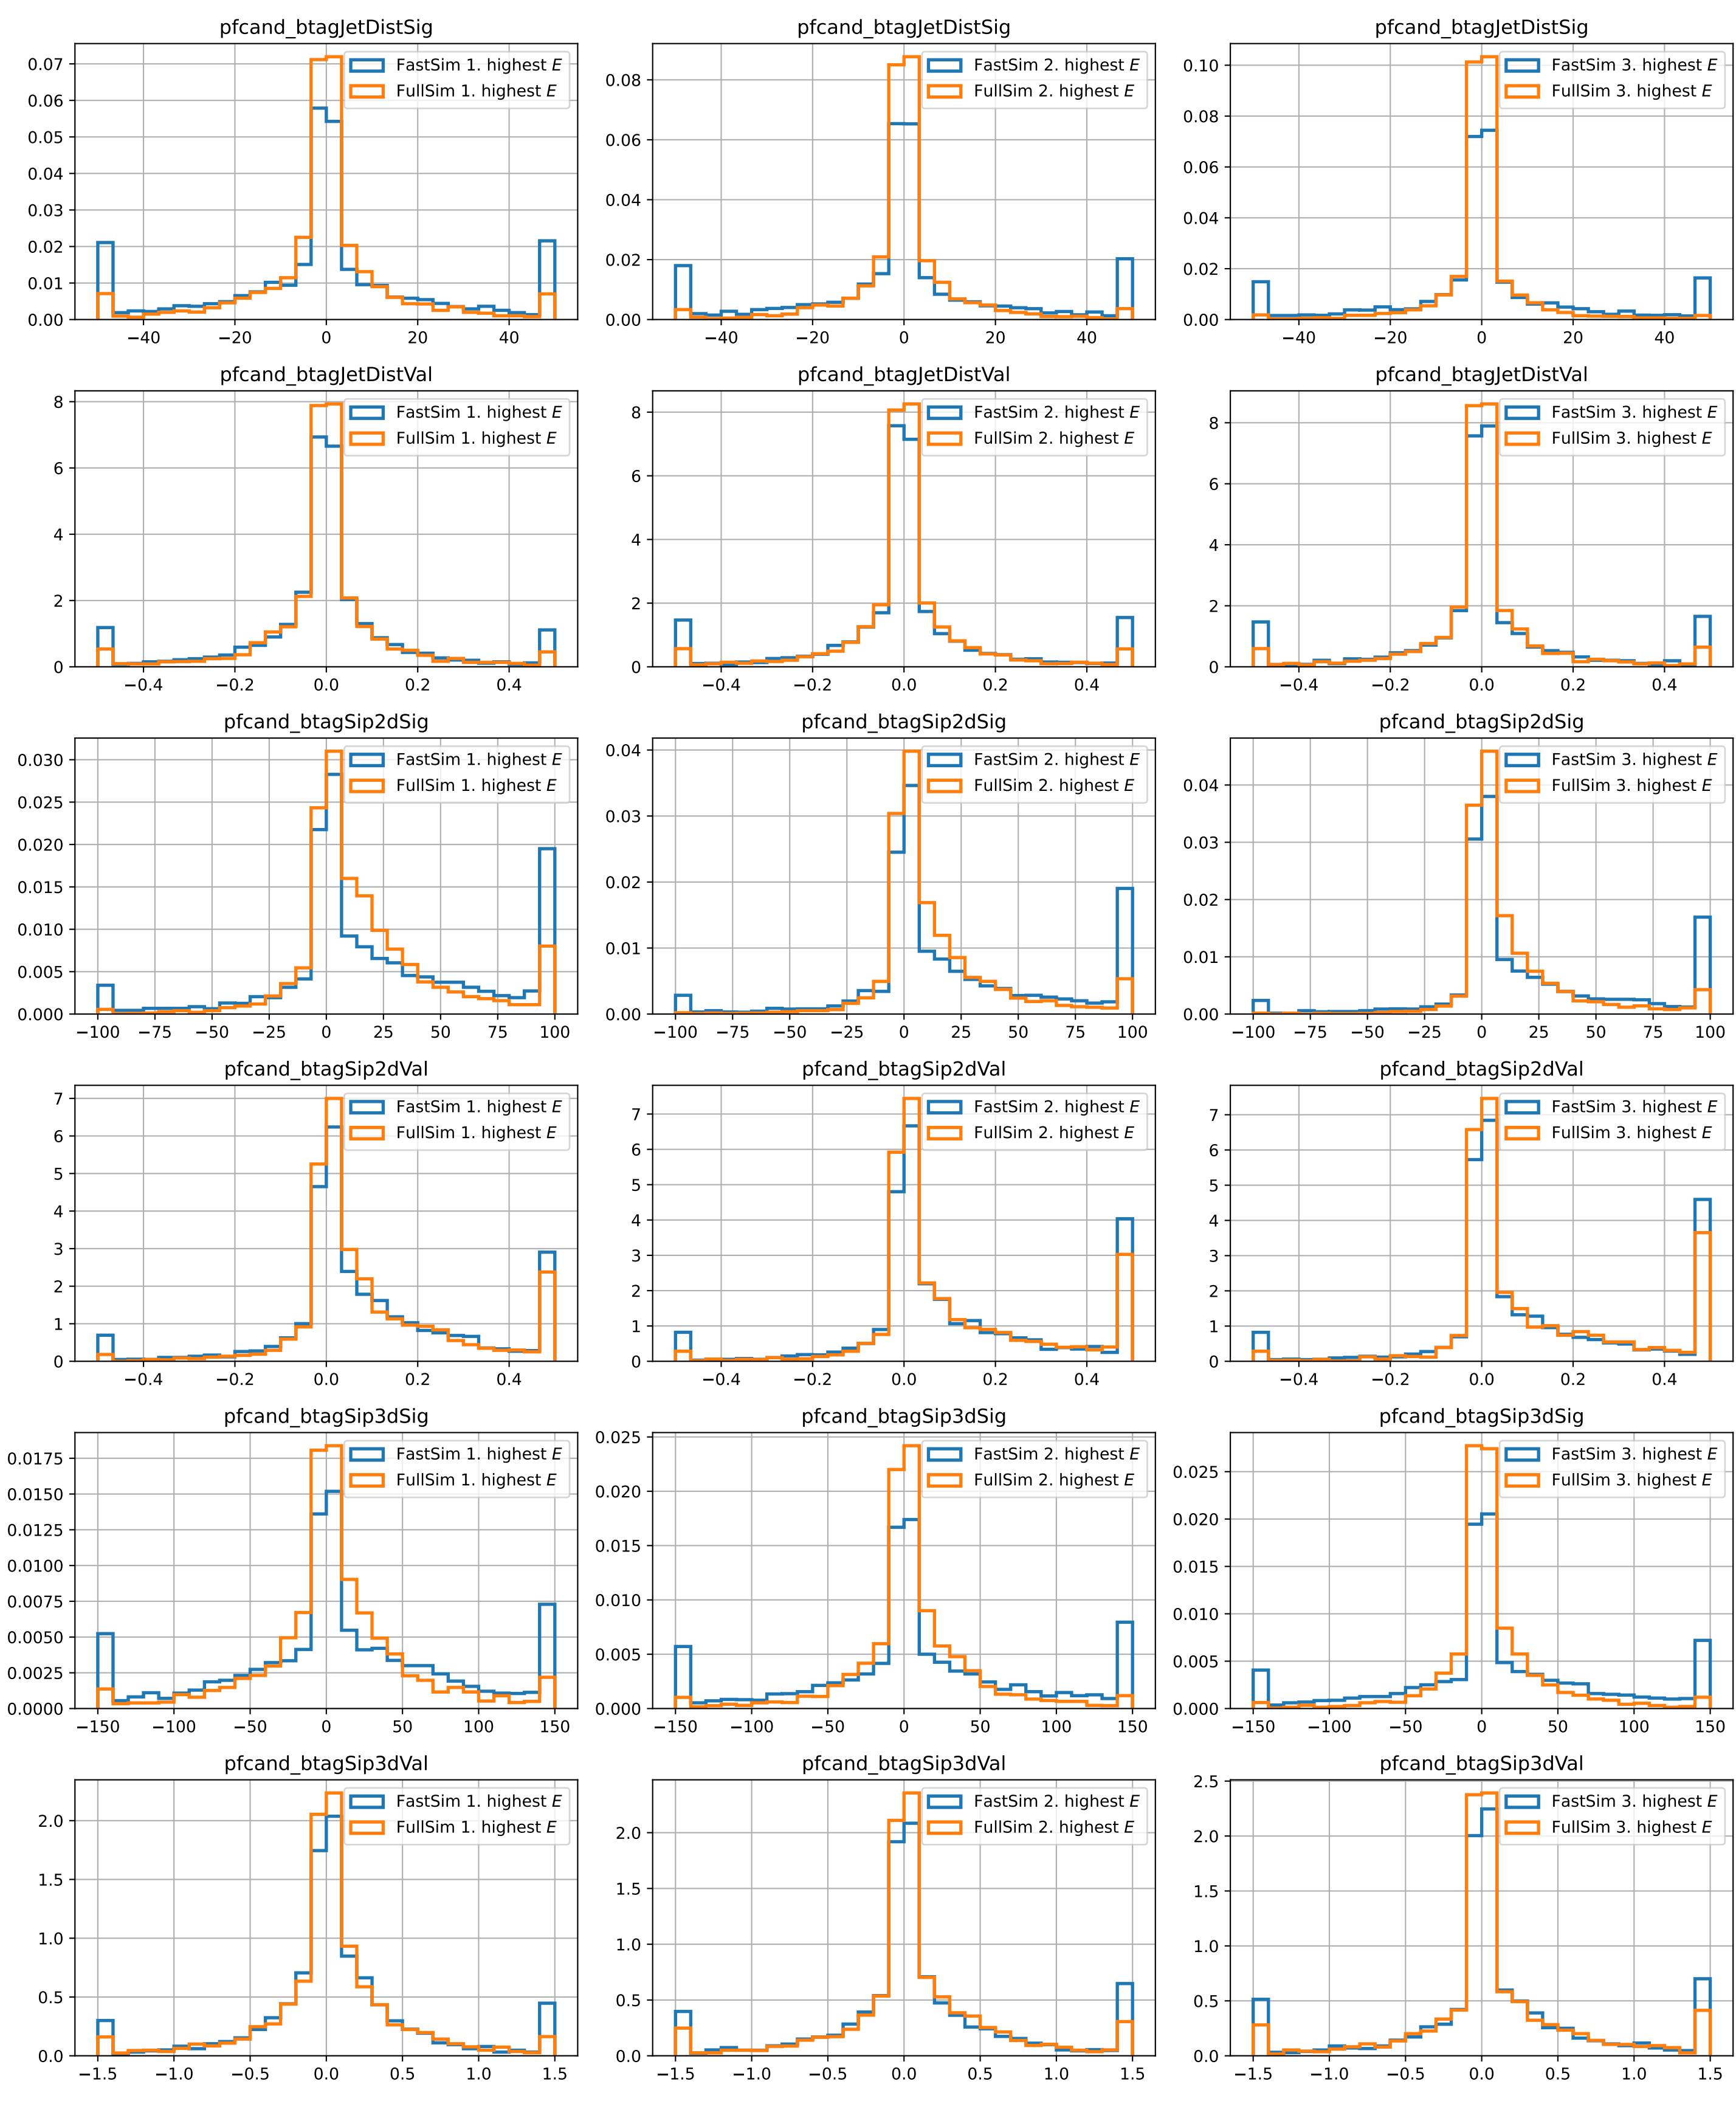 pfcand_btagJetDistSig
FastSim 1. highest E
FullSim 1. highest E
0.07
0.06
0.05
0.04
0.03
0.02
0.01
0.00
−40 −20 0 20 40
pfcand_btagJetDistSig
FastSim 2. highest E
FullSim 2. highest E
0.08
0.06
0.04
0.02
0.00
−40 −20 0 20 40
pfcand_btagJetDistSig
FastSim 3. highest E
FullSim 3. highest E
0.10
0.08
0.06
0.04
0.02
0.00
−40 −20 0 20 40
pfcand_btagJetDistVal
FastSim 1. highest E
FullSim 1. highest E
8
6
4
2
0
−0.4 −0.2 0.0 0.2 0.4
pfcand_btagJetDistVal
FastSim 2. highest E
FullSim 2. highest E
8
6
4
2
0
−0.4 −0.2 0.0 0.2 0.4
pfcand_btagJetDistVal
FastSim 3. highest E
FullSim 3. highest E
8
6
4
2
0
−0.4 −0.2 0.0 0.2 0.4
pfcand_btagSip2dSig
FastSim 1. highest E
FullSim 1. highest E
0.030
0.025
0.020
0.015
0.010
0.005
0.000
−100 −75 −50 −25 0 25 50 75 100
pfcand_btagSip2dSig
FastSim 2. highest E
FullSim 2. highest E
0.04
0.03
0.02
0.01
0.00
−100 −75 −50 −25 0 25 50 75 100
pfcand_btagSip2dSig
FastSim 3. highest E
FullSim 3. highest E
0.04
0.03
0.02
0.01
0.00
−100 −75 −50 −25 0 25 50 75 100
pfcand_btagSip2dVal
FastSim 1. highest E
FullSim 1. highest E
7
6
5
4
3
2
1
0
−0.4 −0.2 0.0 0.2 0.4
pfcand_btagSip2dVal
FastSim 2. highest E
FullSim 2. highest E
7
6
5
4
3
2
1
0
−0.4 −0.2 0.0 0.2 0.4
pfcand_btagSip2dVal
FastSim 3. highest E
FullSim 3. highest E
7
6
5
4
3
2
1
0
−0.4 −0.2 0.0 0.2 0.4
pfcand_btagSip3dSig
FastSim 1. highest E
FullSim 1. highest E
0.0175
0.0150
0.0125
0.0100
0.0075
0.0050
0.0025
0.0000
−150 −100 −50 0 50 100 150
pfcand_btagSip3dSig
FastSim 2. highest E
FullSim 2. highest E
0.025
0.020
0.015
0.010
0.005
0.000
−150 −100 −50 0 50 100 150
pfcand_btagSip3dSig
FastSim 3. highest E
FullSim 3. highest E
0.025
0.020
0.015
0.010
0.005
0.000
−150 −100 −50 0 50 100 150
pfcand_btagSip3dVal
FastSim 1. highest E
FullSim 1. highest E
2.0
1.5
1.0
0.5
0.0
−1.5 −1.0 −0.5 0.0 0.5 1.0 1.5
pfcand_btagSip3dVal
FastSim 2. highest E
FullSim 2. highest E
2.0
1.5
1.0
0.5
0.0
−1.5 −1.0 −0.5 0.0 0.5 1.0 1.5
pfcand_btagSip3dVal
FastSim 3. highest E
FullSim 3. highest E
2.5
2.0
1.5
1.0
0.5
0.0
−1.5 −1.0 −0.5 0.0 0.5 1.0 1.5